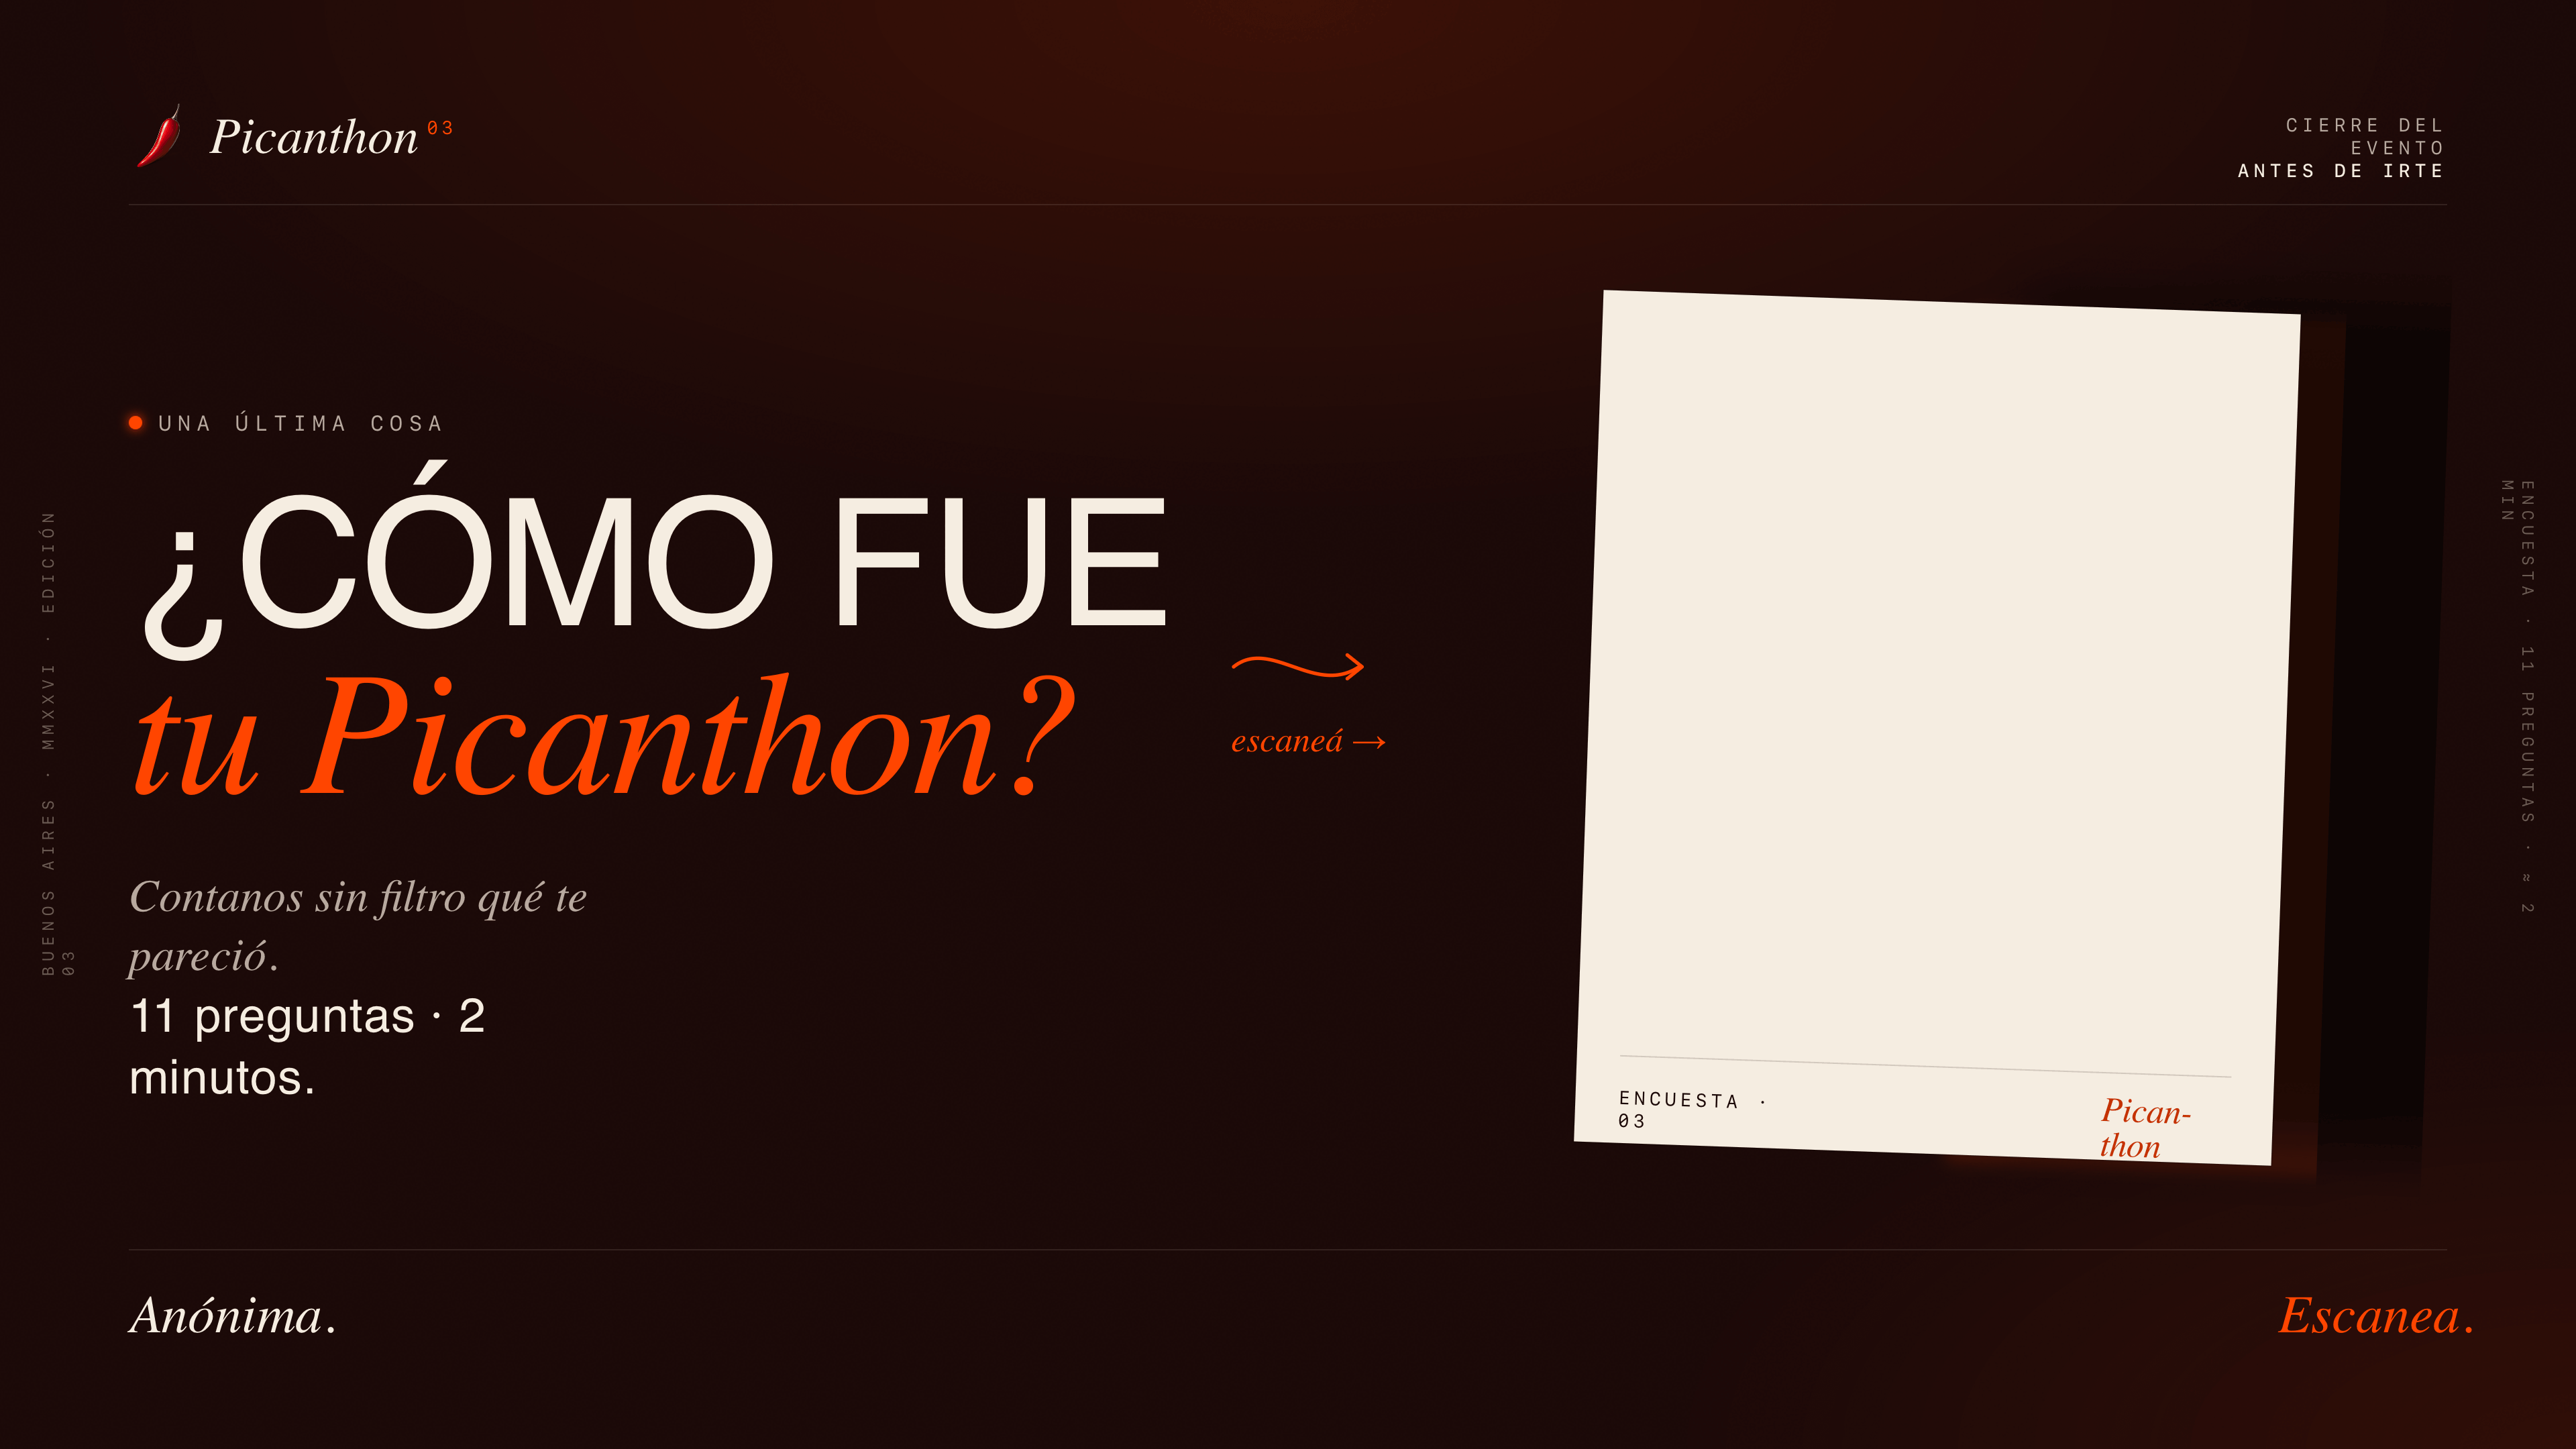 Picanthon 03
CIERRE DEL
EVENTO
ANTES DE IRTE
UNA ÚLTIMA COSA
¿CÓMO FUE
tu Picanthon?
escaneá →
Contanos sin filtro qué te
pareció.
11 preguntas · 2
minutos.
BUENOS AIRES · MMXXVI · EDICIÓN
03
ENCUESTA · 11 PREGUNTAS · ≈ 2
MIN
ENCUESTA ·
03
Pican-
thon
Anónima.
Escanea.